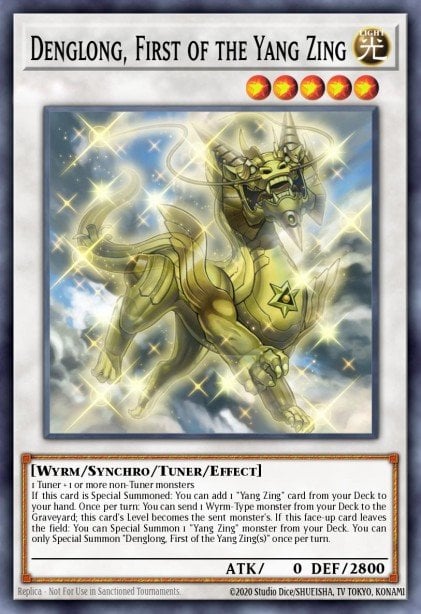 DENGLONG, FIRST OF THE YANG ZING
LIGHT
光
[WYRM/SYNCHRO/TUNER/EFFECT]
1 Tuner + 1 or more non-Tuner monsters
If this card is Special Summoned: You can add 1 "Yang Zing" card from your Deck to
your hand. Once per turn: You can send 1 Wyrm-Type monster from your Deck to the
Graveyard; this card's Level becomes the sent monster's. If this face-up card leaves
the field: You can Special Summon 1 "Yang Zing" monster from your Deck. You can
only Special Summon "Denglong, First of the Yang Zing(s)" once per turn.
ATK/ 0 DEF/2800
Replica - Not For Use in Sanctioned Tournaments.
©2020 Studio Dice/SHUEISHA, TV TOKYO, KONAMI